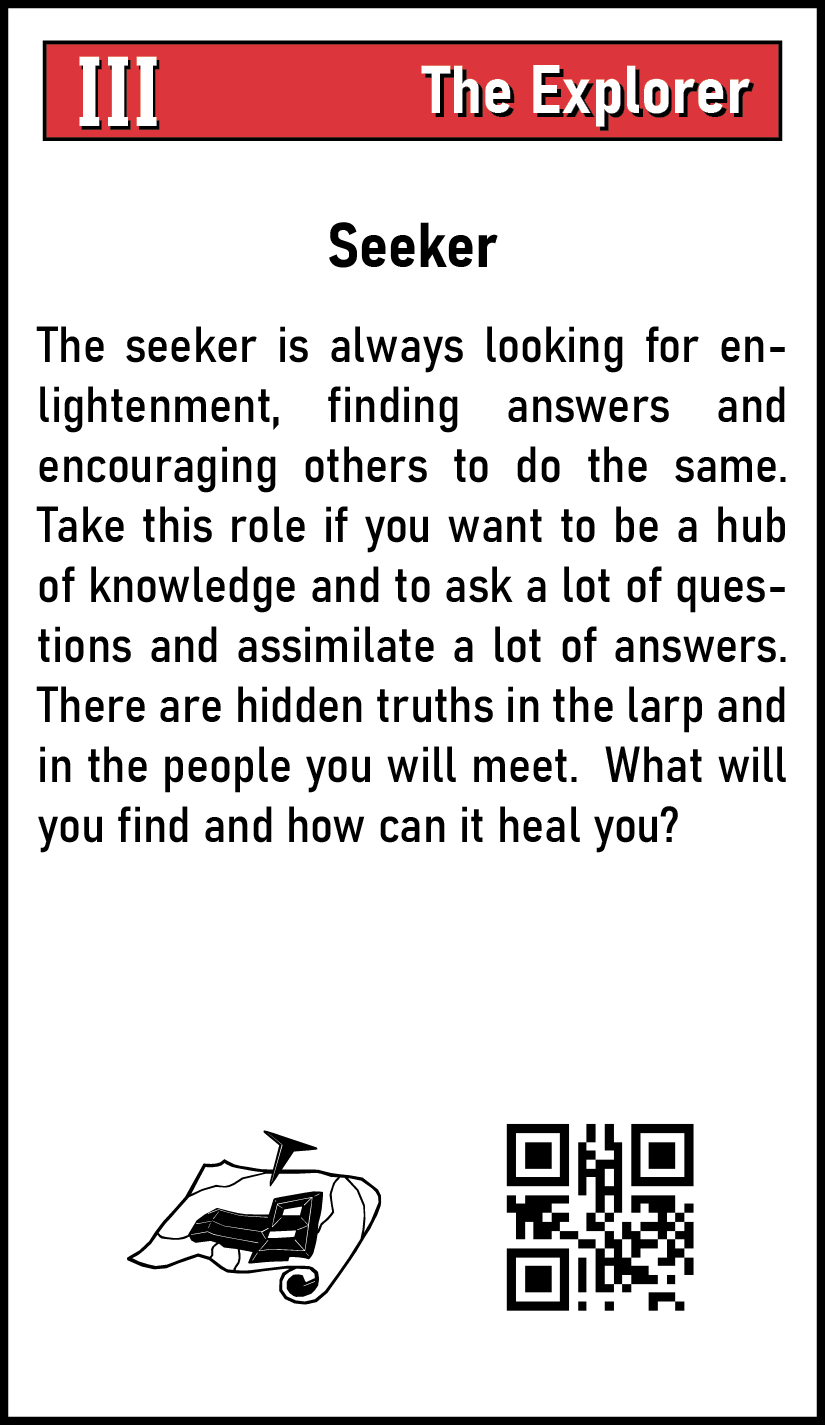 III
The Explorer
Seeker
The seeker is always looking for en-
lightenment, finding answers and
encouraging others to do the same.
Take this role if you want to be a hub
of knowledge and to ask a lot of ques-
tions and assimilate a lot of answers.
There are hidden truths in the larp and
in the people you will meet.  What will
you find and how can it heal you?